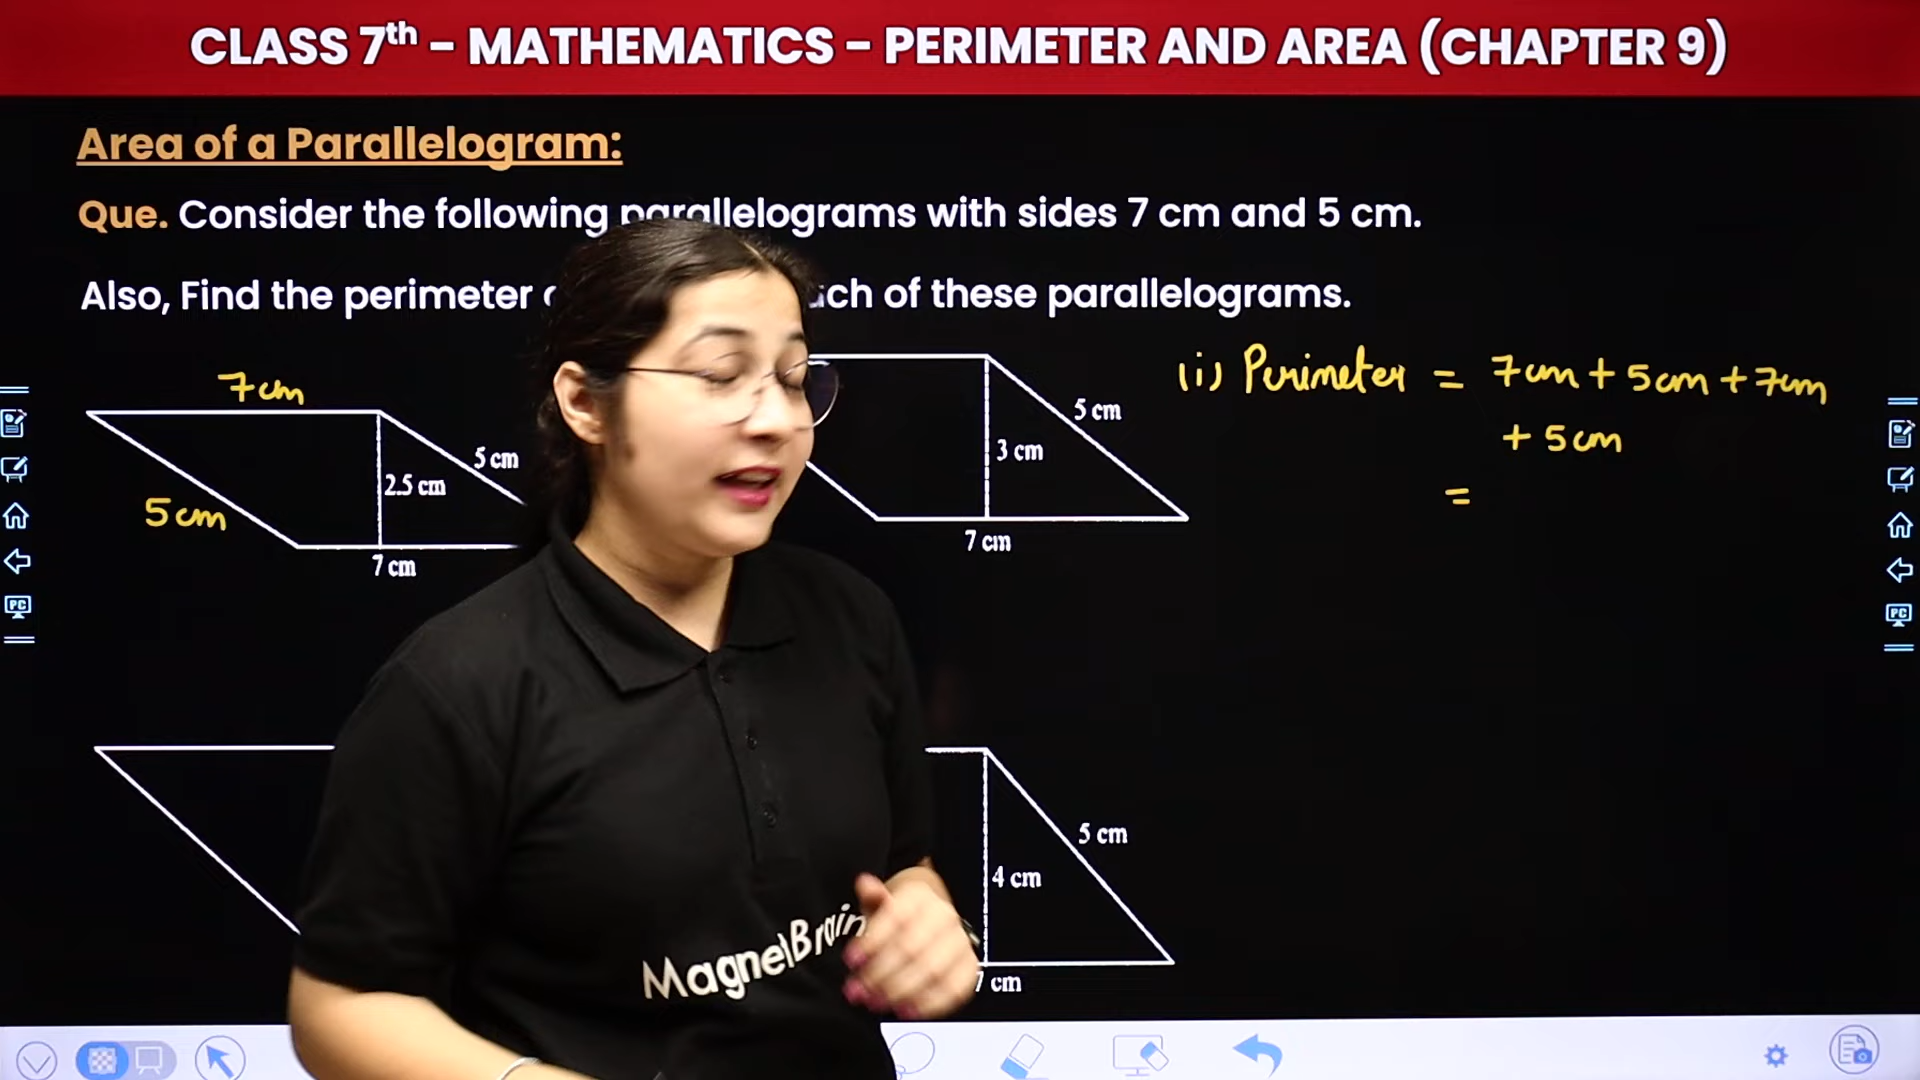 CLASS 7th - MATHEMATICS - PERIMETER AND AREA (CHAPTER 9)
Area of a Parallelogram:
Que. Consider the following parallelograms with sides 7 cm and 5 cm.
Also, Find the perimeter ch of these parallelograms.
7cm
5 cm
2.5 cm
5cm
7 cm
5 cm
3 cm
7 cm
(i) Perimeter = 7cm + 5cm + 7cm
+ 5cm
=
5 cm
4 cm
7 cm
MagnetBrain
PC
PC